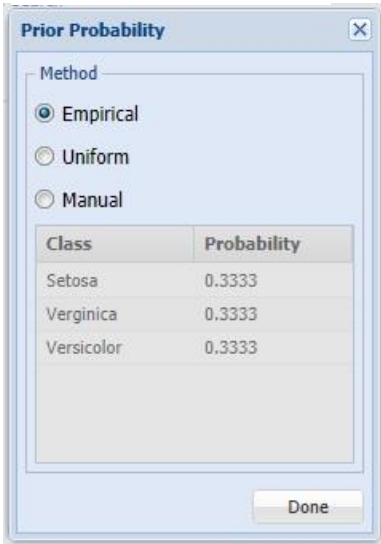 Prior Probability
Method
Empirical
Uniform
Manual
Class Probability
Setosa 0.3333
Verginica 0.3333
Versicolor 0.3333
Done